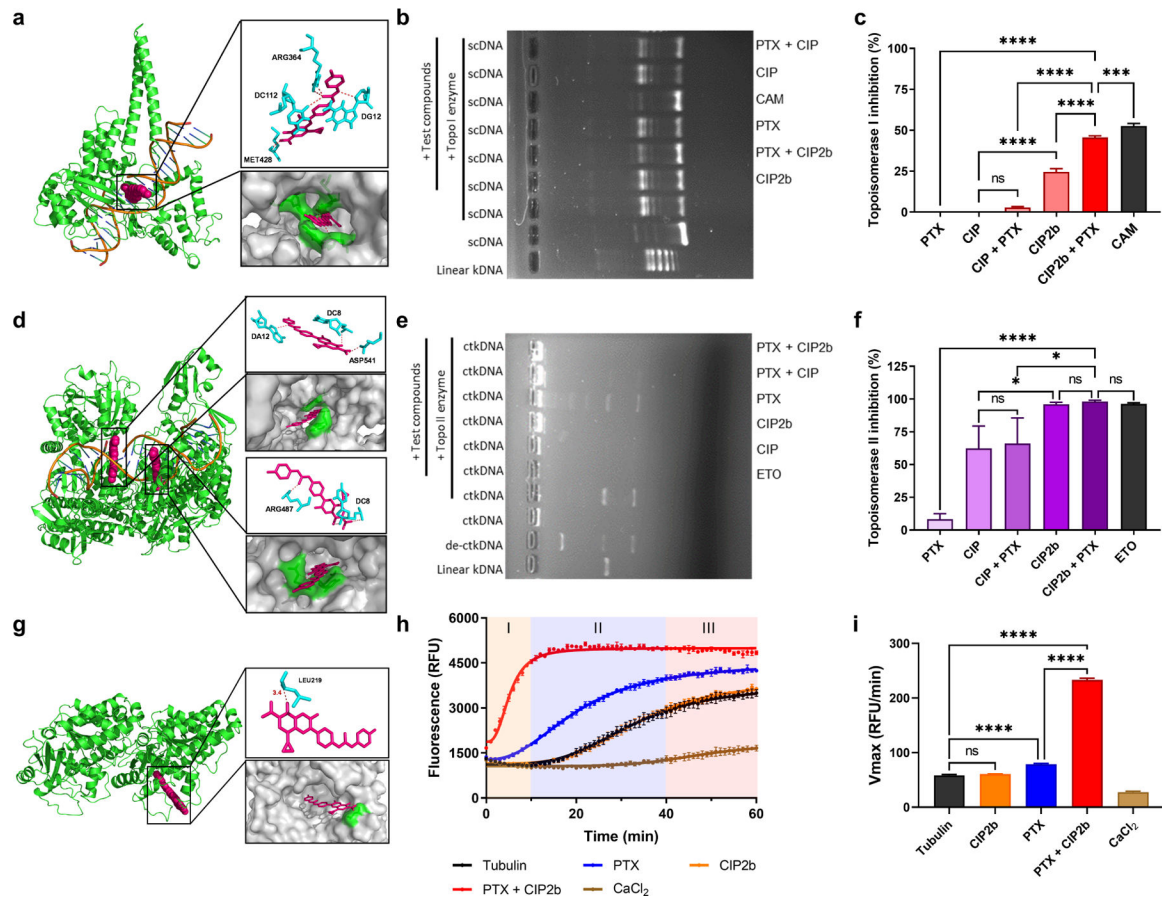 a
ARG364
DC112
DG12
MET428
b
+ Test compounds
+ Topo I enzyme
scDNA PTX + CIP
scDNA CIP
scDNA CAM
scDNA PTX
scDNA PTX + CIP2b
scDNA CIP2b
scDNA
scDNA
Linear kDNA
c
Topoisomerase I inhibition (%)
100
75
50
25
0
****
**** ***
****
****
ns
PTX
CIP
CIP + PTX
CIP2b
CIP2b + PTX
CAM
d
DC8
DA12
ASP541
DC8
ARG487
e
+ Test compounds
+ Topo II enzyme
ctkDNA PTX + CIP2b
ctkDNA PTX + CIP
ctkDNA PTX
ctkDNA CIP2b
ctkDNA CIP
ctkDNA ETO
ctkDNA
ctkDNA
de-ctkDNA
Linear kDNA
f
Topoisomerase II inhibition (%)
125
100
75
50
25
0
****
*
* ns ns
ns
PTX
CIP
CIP + PTX
CIP2b
CIP2b + PTX
ETO
g
LEU219
3.4
h
Fluorescence (RFU)
6000
4500
3000
1500
0
I II III
0 20 40 60
Time (min)
Tubulin PTX CIP2b
PTX + CIP2b CaCl₂
i
Vmax (RFU/min)
300
200
100
50
0
****
****
****
ns
Tubulin
CIP2b
PTX
PTX + CIP2b
CaCl₂